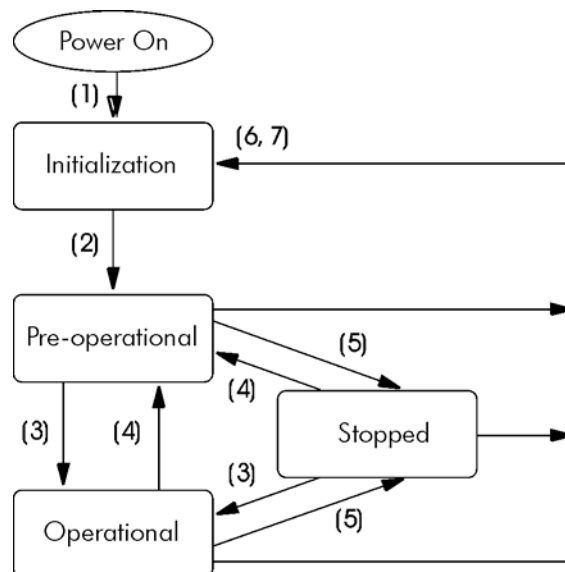 Power On
(1)
Initialization
(6, 7)
(2)
Pre-operational
(5)
(4)
(3)
(4)
Stopped
(3)
Operational
(5)